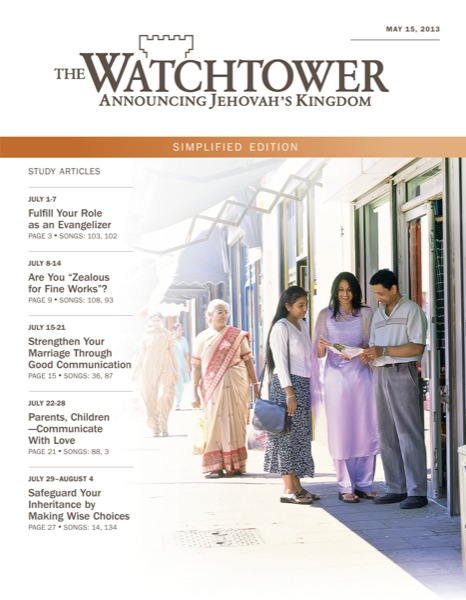 MAY 15, 2013
THE WATCHTOWER
ANNOUNCING JEHOVAH'S KINGDOM
SIMPLIFIED EDITION
STUDY ARTICLES
JULY 1-7
Fulfill Your Role
as an Evangelizer
PAGE 3 • SONGS: 103, 102
JULY 8-14
Are You “Zealous
for Fine Works”?
PAGE 9 • SONGS: 108, 93
JULY 15-21
Strengthen Your
Marriage Through
Good Communication
PAGE 15 • SONGS: 36, 87
JULY 22-28
Parents, Children
—Communicate
With Love
PAGE 21 • SONGS: 88, 3
JULY 29–AUGUST 4
Safeguard Your
Inheritance by
Making Wise Choices
PAGE 27 • SONGS: 14, 134